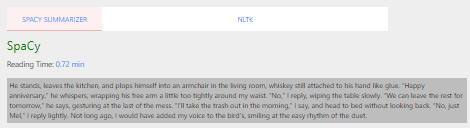 SPACY SUMMARIZER
NLTK
SpaCy
Reading Time: 0.72 min
He stands, leaves the kitchen, and plops himself into an armchair in the living room, whiskey still attached to his hand like glue. "Happy
anniversary," he whispers, wrapping his free arm a little too tightly around my waist. "No," I reply, wiping the table slowly. "We can leave the rest for
tomorrow," he says, gesturing at the last of the mess. "I'll take the trash out in the morning," I say, and head to bed without looking back. "No, just
Mel," I reply lightly. Not long ago, I would have added my voice to the bird's, smiling at the easy rhythm of the duet.